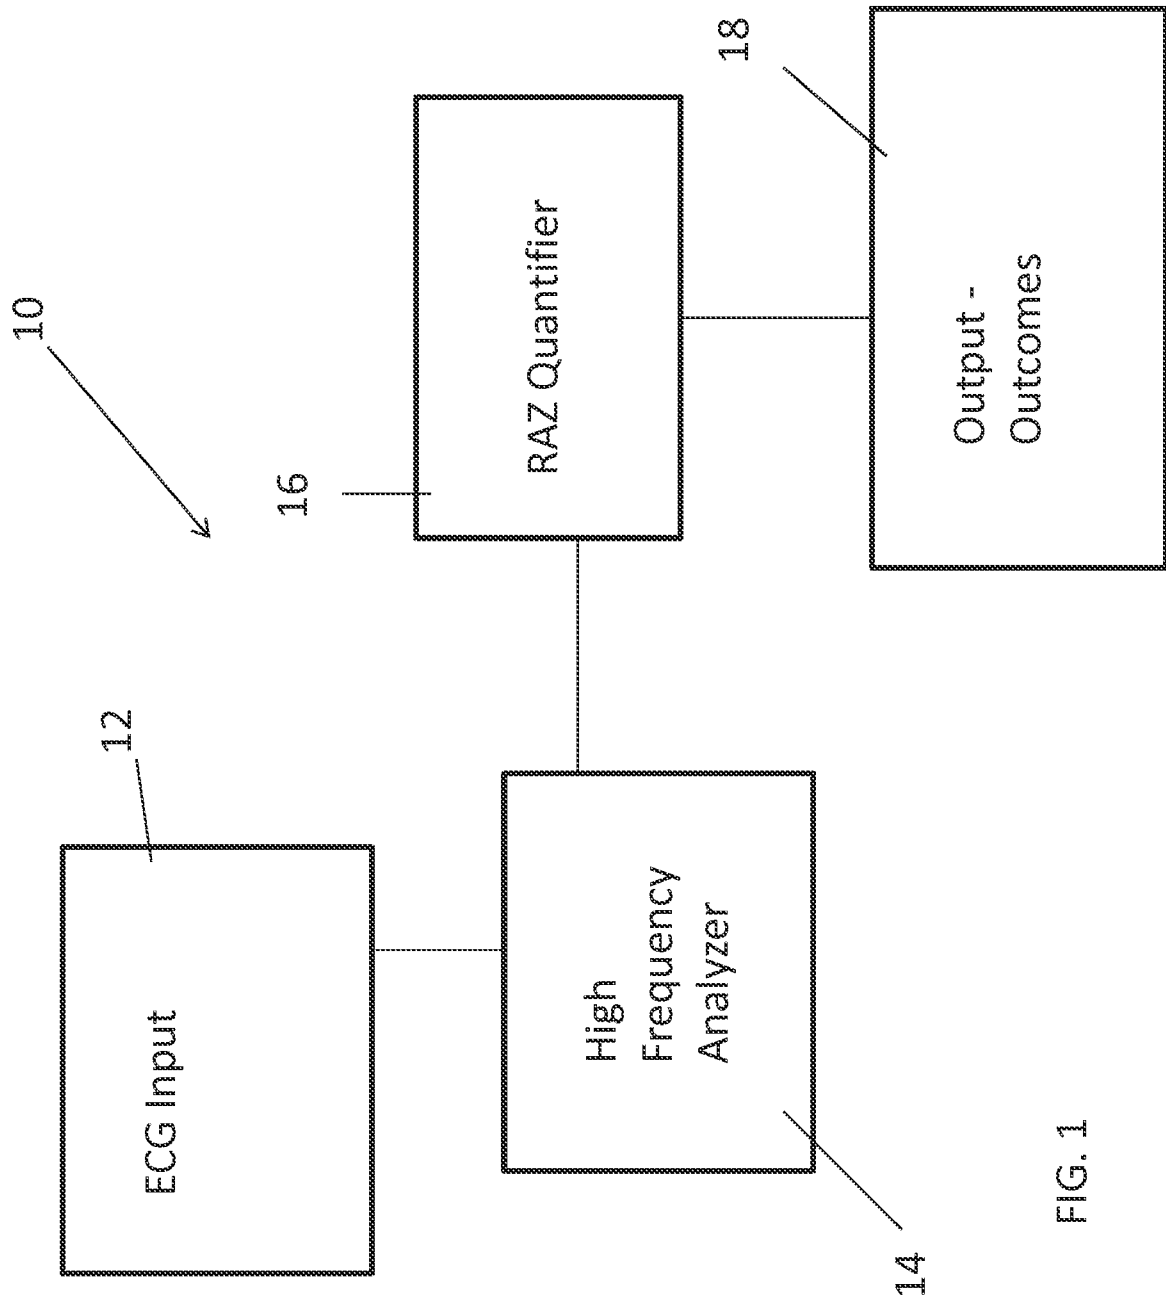 10
12
ECG Input
16
RAZ Quantifier
High
Frequency
Analyzer
14
18
Output -
Outcomes
FIG. 1